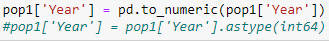 pop1['Year'] = pd.to_numeric(pop1['Year'])
#pop1['Year'] = pop1['Year'].astype(int64)